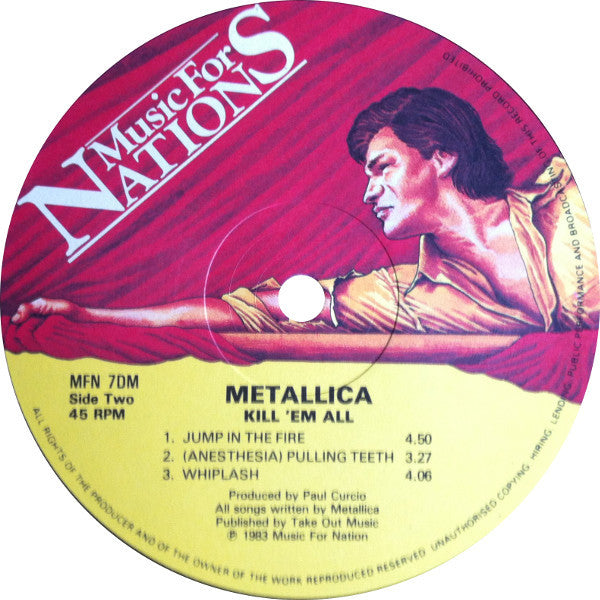 Music For
NATIONS
MFN 7DM
Side Two
45 RPM
METALLICA
KILL 'EM ALL
1. JUMP IN THE FIRE 4.50
2. (ANESTHESIA) PULLING TEETH 3.27
3. WHIPLASH 4.06
Produced by Paul Curcio
All songs written by Metallica
Published by Take Out Music
℗ 1983 Music For Nation
ALL RIGHTS OF THE PRODUCER AND OF THE OWNER OF THE WORK REPRODUCED RESERVED. UNAUTHORISED COPYING. HIRING. LENDING. PUBLIC PERFORMANCE AND BROADCASTING OF THIS RECORD PROHIBITED